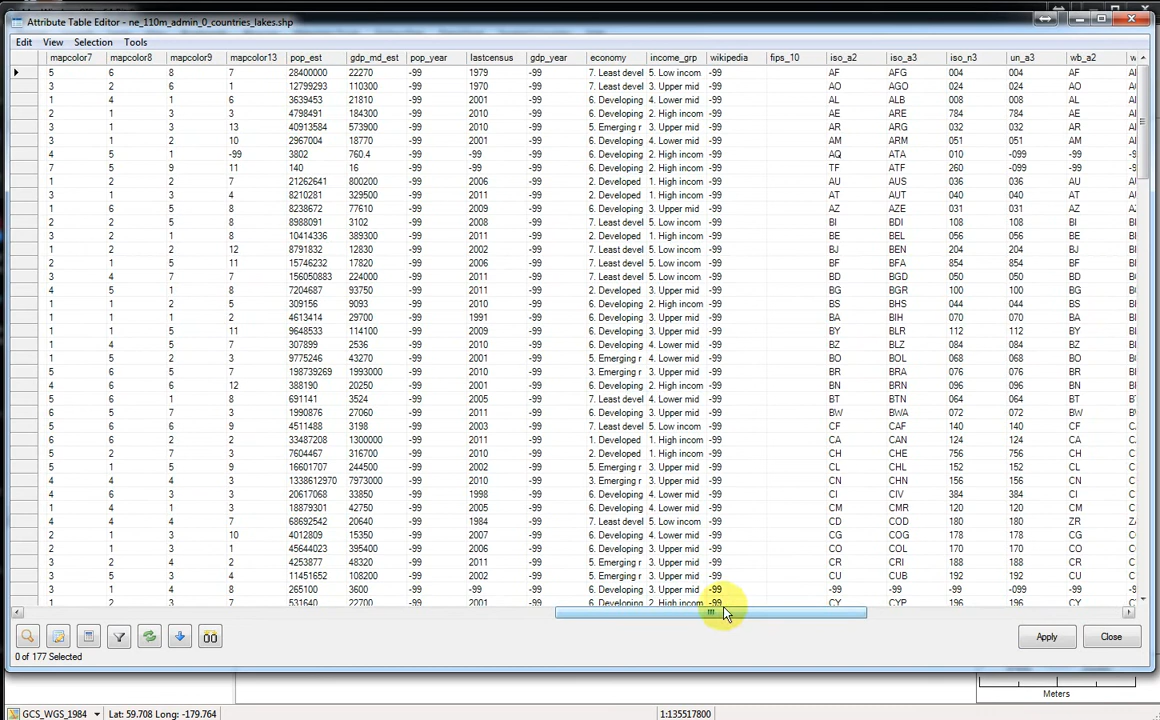 Attribute Table Editor - ne_110m_admin_0_countries_lakes.shp
Edit View Selection Tools
mapcolor7 mapcolor8 mapcolor9 mapcolor13 pop_est gdp_md_est pop_year lastcensus gdp_year economy income_grp wikipedia fips_10 iso_a2 iso_a3 iso_n3 un_a3 wb_a2
5 6 8 7 28400000 22270 -99 1979 -99 7. Least devel 5. Low incom -99 AF AFG 004 004 AF
3 2 6 1 12799293 110300 -99 1970 -99 7. Least devel 3. Upper mid -99 AO AGO 024 024 AO
1 4 1 6 3639453 21810 -99 2001 -99 6. Developing 4. Lower mid -99 AL ALB 008 008 AL
2 1 3 3 4798491 184300 -99 2010 -99 6. Developing 2. High incom -99 AE ARE 784 784 AE
3 1 3 13 40913584 573900 -99 2010 -99 5. Emerging r 3. Upper mid -99 AR ARG 032 032 AR
3 1 2 10 2967004 18770 -99 2001 -99 6. Developing 4. Lower mid -99 AM ARM 051 051 AM
4 5 1 -99 3802 760.4 -99 -99 -99 6. Developing 2. High incom -99 AQ ATA 010 -099 -99
7 5 9 11 140 16 -99 -99 -99 6. Developing 2. High incom -99 TF ATF 260 -099 -99
1 2 2 7 21262641 800200 -99 2006 -99 2. Developed 1. High incom -99 AU AUS 036 036 AU
3 1 3 4 8210281 329500 -99 2011 -99 2. Developed 1. High incom -99 AT AUT 040 040 AT
1 6 5 8 8238672 77610 -99 2009 -99 6. Developing 3. Upper mid -99 AZ AZE 031 031 AZ
2 2 5 8 8988091 3102 -99 2008 -99 7. Least devel 5. Low incom -99 BI BDI 108 108 BI
3 2 1 8 10414336 389300 -99 2011 -99 2. Developed 1. High incom -99 BE BEL 056 056 BE
1 2 2 12 8791832 12830 -99 2002 -99 7. Least devel 5. Low incom -99 BJ BEN 204 204 BJ
2 1 5 11 15746232 17820 -99 2006 -99 7. Least devel 5. Low incom -99 BF BFA 854 854 BF
3 4 7 7 156050883 224000 -99 2011 -99 7. Least devel 5. Low incom -99 BD BGD 050 050 BD
4 5 1 8 7204687 93750 -99 2011 -99 2. Developed 3. Upper mid -99 BG BGR 100 100 BG
1 1 2 5 309156 9093 -99 2010 -99 6. Developing 2. High incom -99 BS BHS 044 044 BS
1 1 1 2 4613414 29700 -99 1991 -99 6. Developing 3. Upper mid -99 BA BIH 070 070 BA
1 1 5 11 9648533 114100 -99 2009 -99 6. Developing 3. Upper mid -99 BY BLR 112 112 BY
1 4 5 7 307899 2536 -99 2010 -99 6. Developing 4. Lower mid -99 BZ BLZ 084 084 BZ
1 5 2 3 9775246 43270 -99 2001 -99 5. Emerging r 4. Lower mid -99 BO BOL 068 068 BO
5 6 5 7 198739269 1993000 -99 2010 -99 3. Emerging r 3. Upper mid -99 BR BRA 076 076 BR
4 6 6 12 388190 20250 -99 2001 -99 6. Developing 2. High incom -99 BN BRN 096 096 BN
5 6 1 8 691141 3524 -99 2005 -99 7. Least devel 4. Lower mid -99 BT BTN 064 064 BT
6 5 7 3 1990876 27060 -99 2011 -99 6. Developing 3. Upper mid -99 BW BWA 072 072 BW
5 6 6 9 4511488 3198 -99 2003 -99 7. Least devel 5. Low incom -99 CF CAF 140 140 CF
6 6 2 2 33487208 1300000 -99 2011 -99 1. Developed 1. High incom -99 CA CAN 124 124 CA
5 2 7 3 7604467 316700 -99 2010 -99 2. Developed 1. High incom -99 CH CHE 756 756 CH
5 1 5 9 16601707 244500 -99 2002 -99 5. Emerging r 3. Upper mid -99 CL CHL 152 152 CL
4 4 4 3 1338612970 7973000 -99 2010 -99 3. Emerging r 3. Upper mid -99 CN CHN 156 156 CN
4 6 3 3 20617068 33850 -99 1998 -99 6. Developing 4. Lower mid -99 CI CIV 384 384 CI
1 4 1 3 18879301 42750 -99 2005 -99 6. Developing 4. Lower mid -99 CM CMR 120 120 CM
4 4 4 7 68692542 20640 -99 1984 -99 7. Least devel 5. Low incom -99 CD COD 180 180 ZR
2 1 3 10 4012809 15350 -99 2007 -99 6. Developing 4. Lower mid -99 CG COG 178 178 CG
2 1 3 1 45644023 395400 -99 2006 -99 6. Developing 3. Upper mid -99 CO COL 170 170 CO
3 2 4 2 4253877 48320 -99 2011 -99 5. Emerging r 3. Upper mid -99 CR CRI 188 188 CR
3 5 3 4 11451652 108200 -99 2002 -99 5. Emerging r 3. Upper mid -99 CU CUB 192 192 CU
3 1 4 8 265100 3600 -99 -99 -99 6. Developing 3. Upper mid -99 -99 -99 -99 -99 -99
1 2 3 7 531640 22700 -99 2001 -99 6. Developing 2. High incom -99 CY CYP 196 196 CY
Apply Close
0 of 177 Selected
Meters
GCS_WGS_1984 Lat: 59.708 Long: -179.764 1:135517800